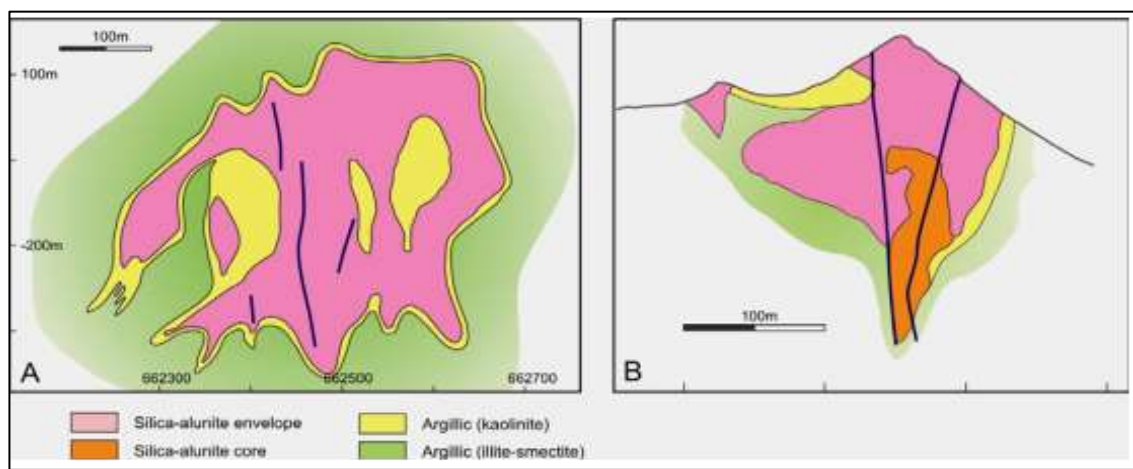 100m
100m
-200m
A
662300
662500
662700
B
100m
Silica-alunite envelope
Argillic (kaolinite)
Silica-alunite core
Argillic (illite-smectite)